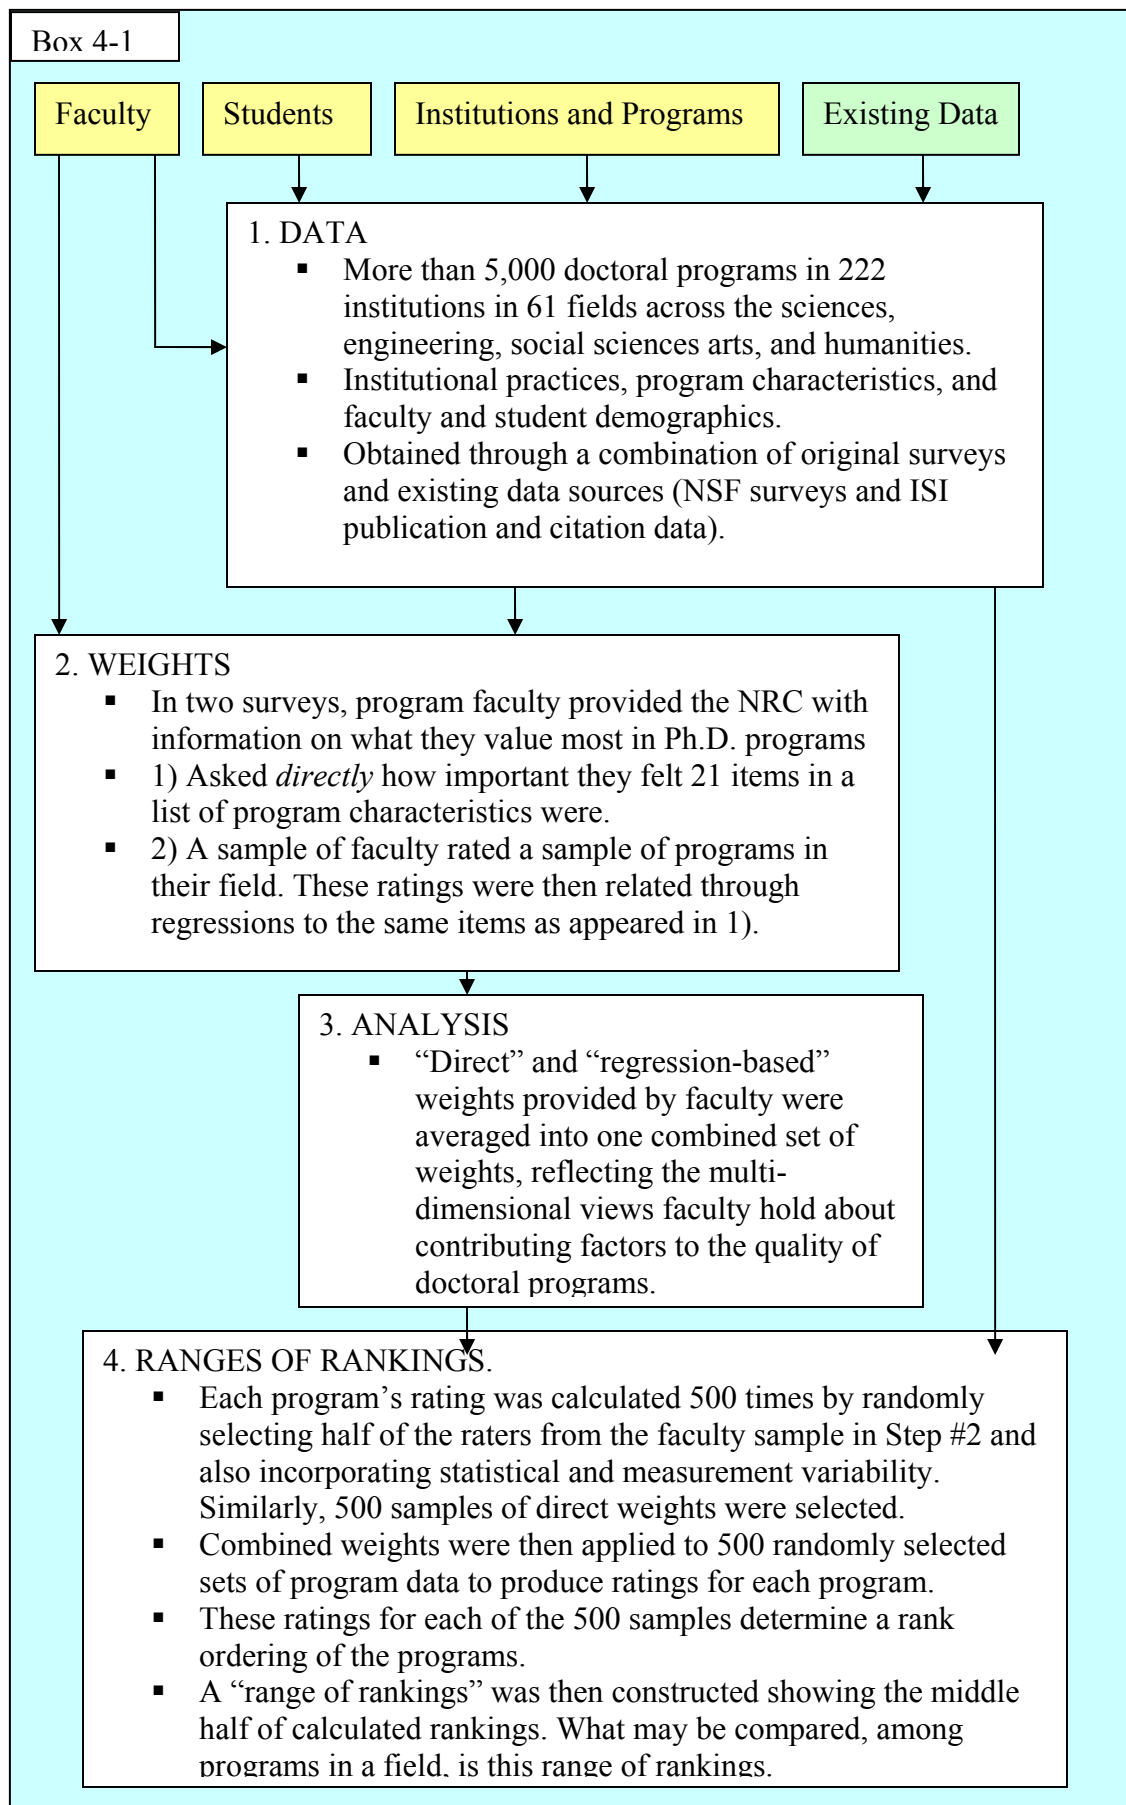 Box 4-1
Faculty
Students
Institutions and Programs
Existing Data
1. DATA
▪ More than 5,000 doctoral programs in 222
institutions in 61 fields across the sciences,
engineering, social sciences arts, and humanities.
▪ Institutional practices, program characteristics, and
faculty and student demographics.
▪ Obtained through a combination of original surveys
and existing data sources (NSF surveys and ISI
publication and citation data).
2. WEIGHTS
▪ In two surveys, program faculty provided the NRC with
information on what they value most in Ph.D. programs
▪ 1) Asked directly how important they felt 21 items in a
list of program characteristics were.
▪ 2) A sample of faculty rated a sample of programs in
their field. These ratings were then related through
regressions to the same items as appeared in 1).
3. ANALYSIS
▪ “Direct” and “regression-based”
weights provided by faculty were
averaged into one combined set of
weights, reflecting the multi-
dimensional views faculty hold about
contributing factors to the quality of
doctoral programs.
4. RANGES OF RANKINGS.
▪ Each program’s rating was calculated 500 times by randomly
selecting half of the raters from the faculty sample in Step #2 and
also incorporating statistical and measurement variability.
Similarly, 500 samples of direct weights were selected.
▪ Combined weights were then applied to 500 randomly selected
sets of program data to produce ratings for each program.
▪ These ratings for each of the 500 samples determine a rank
ordering of the programs.
▪ A “range of rankings” was then constructed showing the middle
half of calculated rankings. What may be compared, among
programs in a field, is this range of rankings.